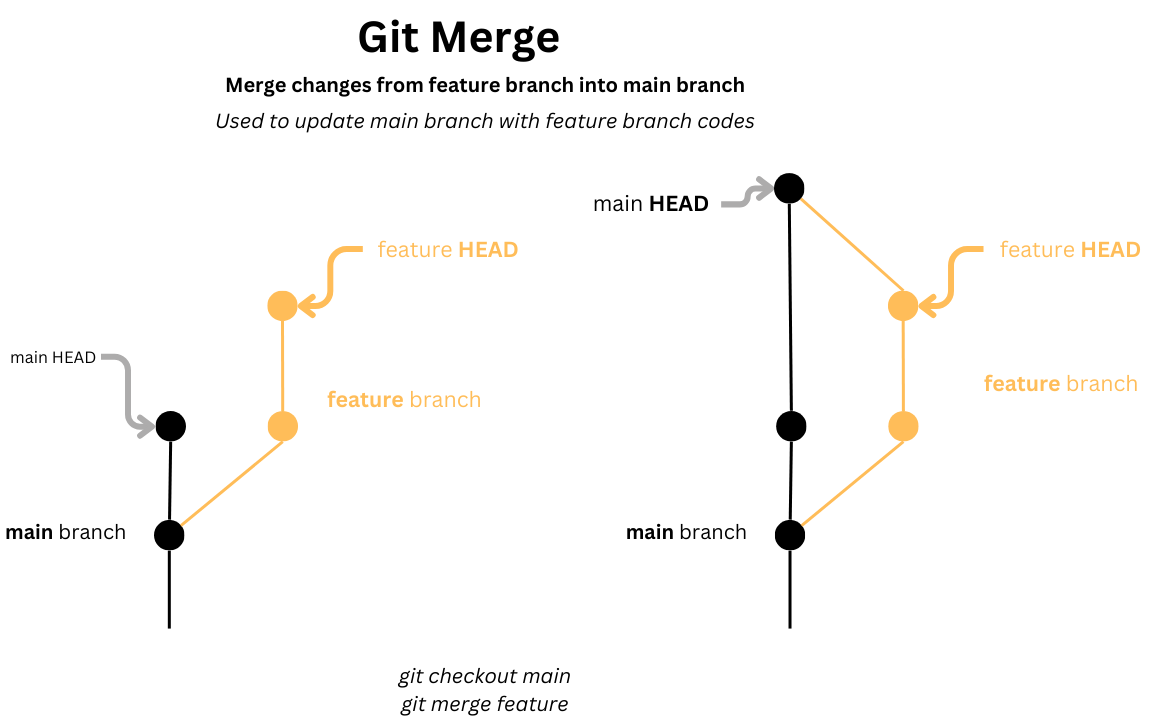 Git Merge
Merge changes from feature branch into main branch
Used to update main branch with feature branch codes
main HEAD
feature HEAD
feature HEAD
feature HEAD
main HEAD
feature branch
feature branch
main branch
main branch
git checkout main
git merge feature